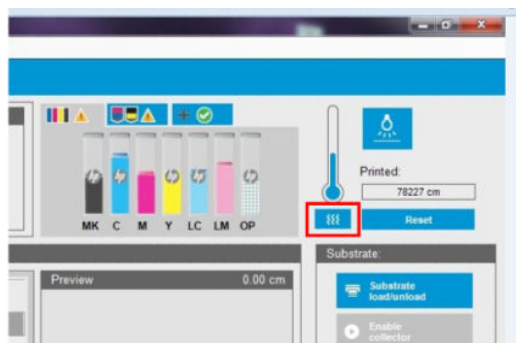 Printed:
78227 cm
Reset
MK C M Y LC LM OP
Substrate:
Preview 0.00 cm
Substrate
load/unload
Enable
collector